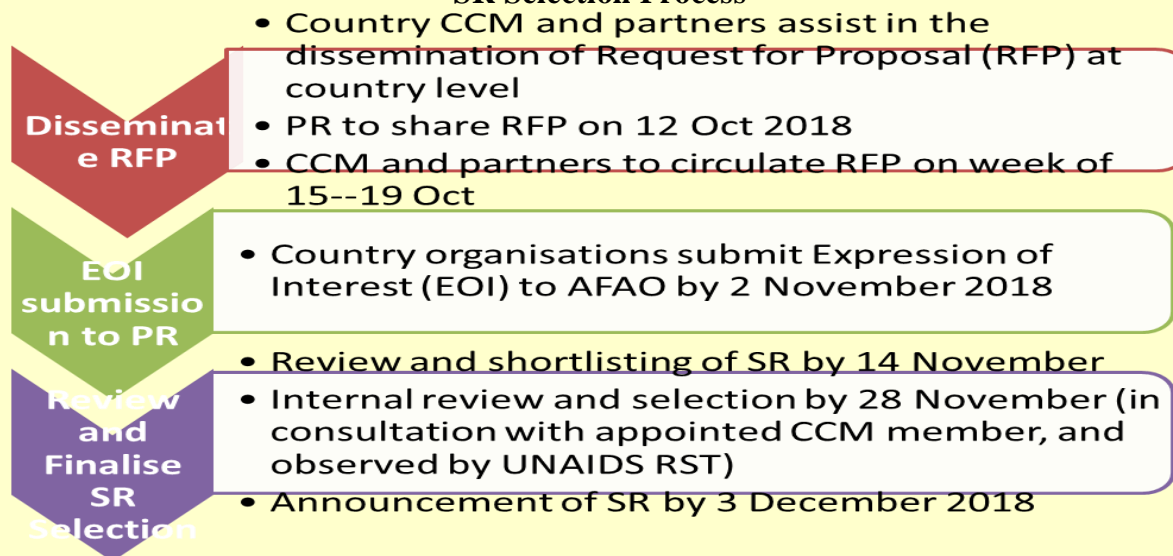 SR Selection Process
• Country CCM and partners assist in the
dissemination of Request for Proposal (RFP) at
country level
• PR to share RFP on 12 Oct 2018
• CCM and partners to circulate RFP on week of
15--19 Oct
Disseminat
e RFP
• Country organisations submit Expression of
Interest (EOI) to AFAO by 2 November 2018
EOI
submissio
n to PR
• Review and shortlisting of SR by 14 November
• Internal review and selection by 28 November (in
consultation with appointed CCM member, and
observed by UNAIDS RST)
• Announcement of SR by 3 December 2018
Review
and
Finalise
SR
Selection